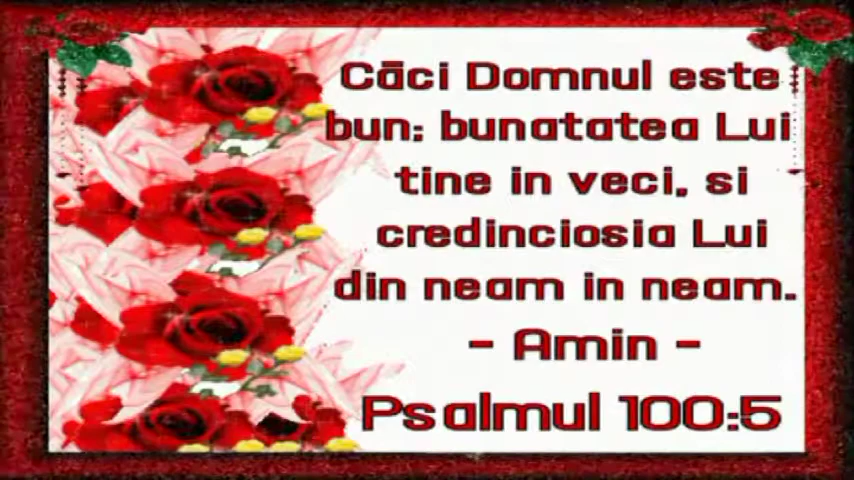 Căci Domnul este
bun; bunatatea Lui
tine in veci, si
credinciosia Lui
din neam in neam.
- Amin -
Psalmul 100:5